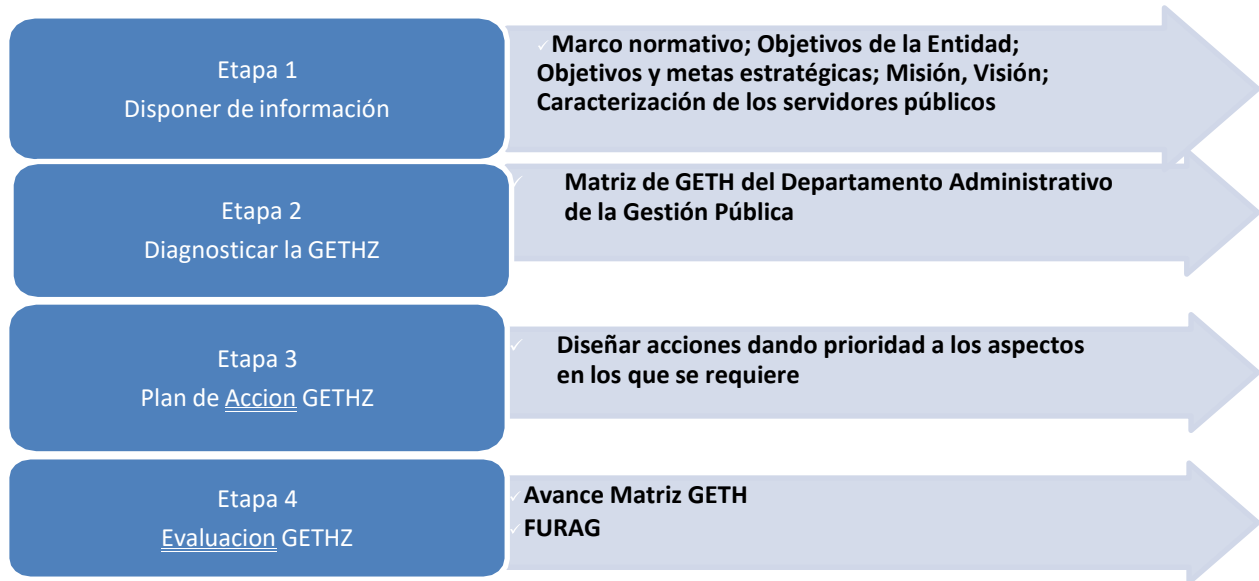 Etapa 1
Disponer de información
✓Marco normativo; Objetivos de la Entidad;
Objetivos y metas estratégicas; Misión, Visión;
Caracterización de los servidores públicos
Etapa 2
Diagnosticar la GETHZ
✓ Matriz de GETH del Departamento Administrativo
de la Gestión Pública
Etapa 3
Plan de Accion GETHZ
✓ Diseñar acciones dando prioridad a los aspectos
en los que se requiere
Etapa 4
Evaluacion GETHZ
✓Avance Matriz GETH
✓FURAG